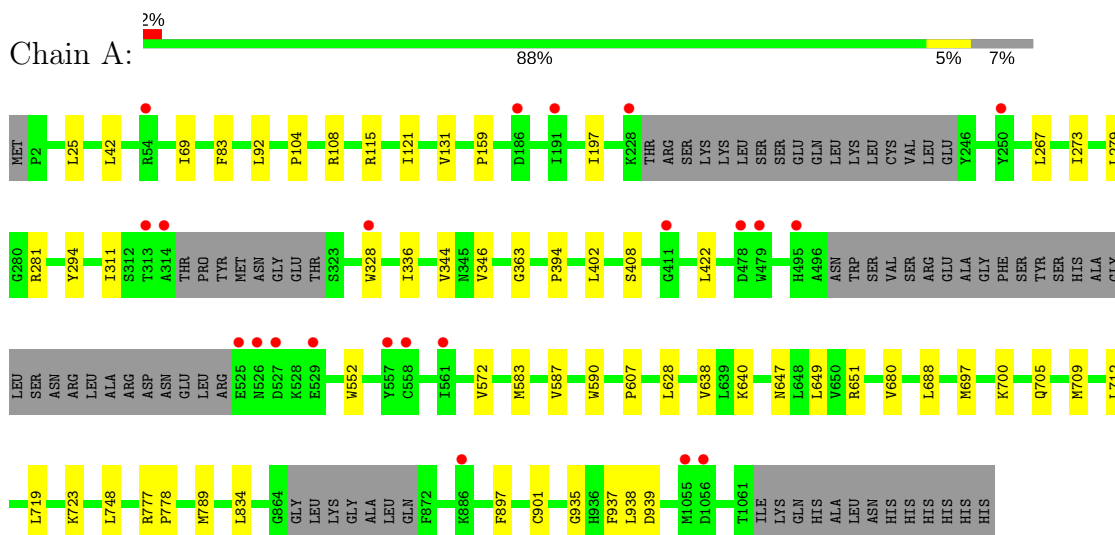 2%
Chain A:
88% 5% 7%
MET P2 L25 L42 R54 I69 F83 L92 P104 R108 R115 I121 V131 P159 D186 I191 I197 K228 THR ARG SER LYS LYS LEU SER SER GLU GLN LEU LYS LEU CYS VAL LEU GLU Y246 Y250 L267 I273 L279
G280 R281 Y294 I311 S312 T313 A314 THR PRO TYR MET ASN GLY GLU THR S323 W328 I336 V344 N345 V346 G363 P394 L402 S408 G411 L422 D478 W479 H495 A496 ASN TRP SER VAL SER ARG GLU ALA GLY PHE SER TYR SER HIS ALA GLY
LEU SER ASN ARG LEU ALA ARG ASP ASN GLU LEU ARG E525 N526 D527 K528 E529 W552 Y557 C558 I561 V572 M583 V587 W590 P607 L628 V638 L639 K640 N647 L648 L649 V650 R651 V680 L688 M697 K700 Q705 M709 L712
L719 K723 L748 R777 P778 M789 L834 G864 GLY LEU LYS GLY ALA LEU GLN F872 K886 F897 C901 G935 H936 F937 L938 D939 M1055 D1056 T1061 ILE LYS GLN HIS ALA LEU ASN HIS HIS HIS HIS HIS HIS